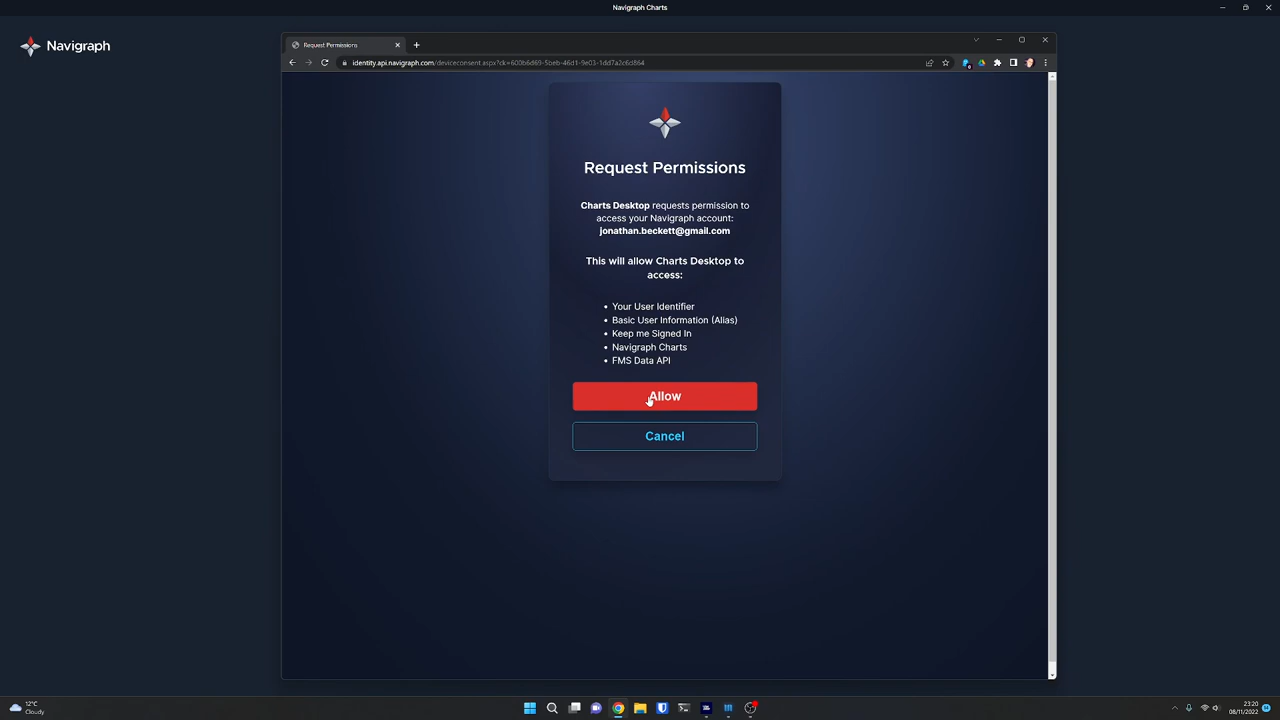 Navigraph Charts
Navigraph
Request Permissions
identity.api.navigraph.com/deviceconsent.aspx?ck=600b6d69-5beb-46d1-9e03-1dd7a2c6d864
Request Permissions
Charts Desktop requests permission to
access your Navigraph account:
jonathan.beckett@gmail.com
This will allow Charts Desktop to
access:
• Your User Identifier
• Basic User Information (Alias)
• Keep me Signed In
• Navigraph Charts
• FMS Data API
Allow
Cancel
12°C
Cloudy
23:20
08/11/2022